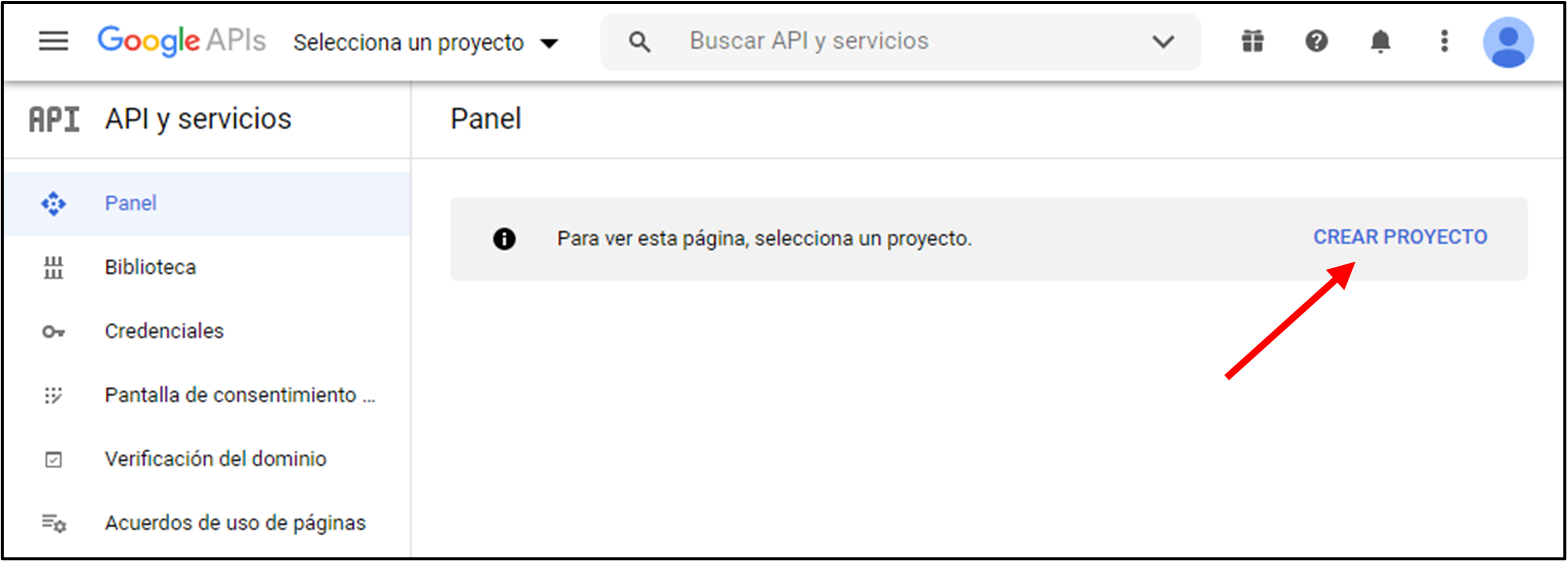 Google APIs Selecciona un proyecto Buscar API y servicios
API API y servicios
Panel
Panel
Biblioteca
Credenciales
Pantalla de consentimiento ...
Verificación del dominio
Acuerdos de uso de páginas
Para ver esta página, selecciona un proyecto. CREAR PROYECTO